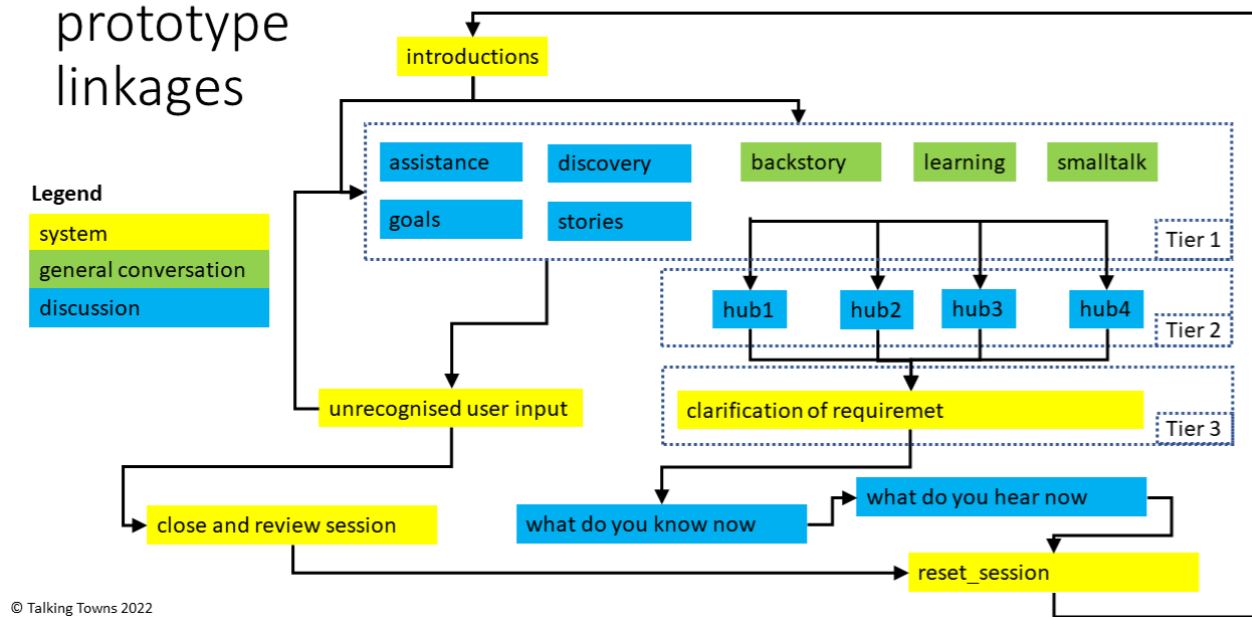 prototype
linkages
introductions
assistance
discovery
backstory
learning
smalltalk
goals
stories
Tier 1
Legend
system
general conversation
discussion
hub1
hub2
hub3
hub4
Tier 2
unrecognised user input
clarification of requiremet
Tier 3
what do you hear now
close and review session
what do you know now
reset_session
© Talking Towns 2022